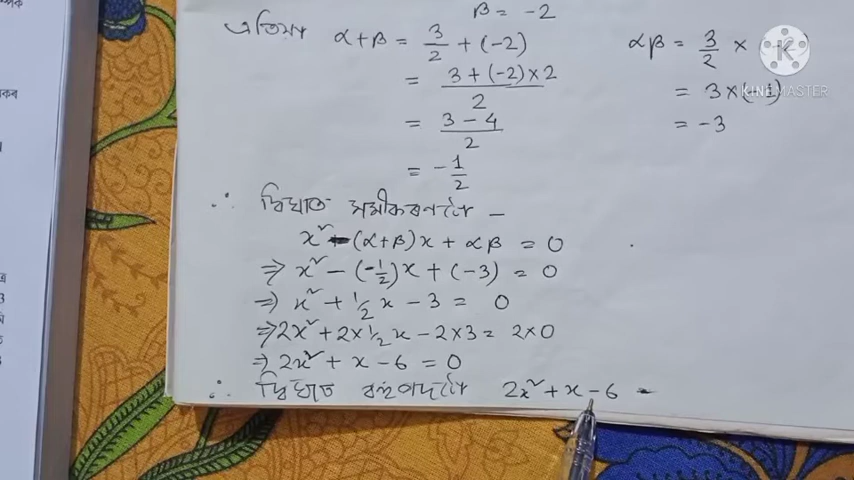 β = -2
এতিয়া α+β = 3/2 + (-2)
= 3+(-2)×2/2
= 3-4/2
= -1/2
αβ = 3/2 ×
= 3×(-1)
= -3
∴ দ্বিঘাত সমীকৰণটো -
x² - (α+β)x + αβ = 0
⇒ x² - (-1/2)x + (-3) = 0
⇒ x² + 1/2 x - 3 = 0
⇒ 2x² + 2×1/2 x - 2×3 = 2×0
⇒ 2x² + x - 6 = 0
∴ দ্বিঘাত বহুপদটো 2x² + x - 6 -
KINEMASTER